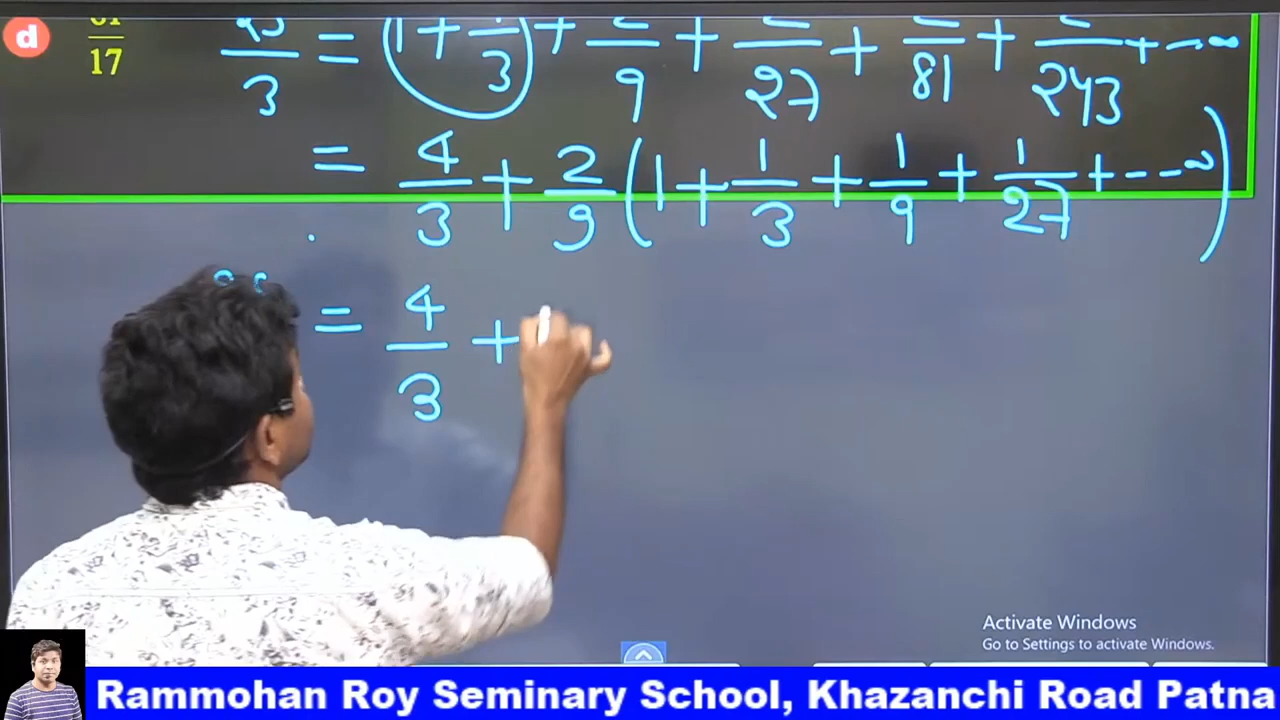 d 61/17 2S/3 = (1 + 1/3) + 2/9 + 2/27 + 2/81 + 2/243 + --∞
= 4/3 + 2/9 (1 + 1/3 + 1/9 + 1/27 + ---∞)
= 4/3 +
Activate Windows
Go to Settings to activate Windows.
Rammohan Roy Seminary School, Khazanchi Road Patna